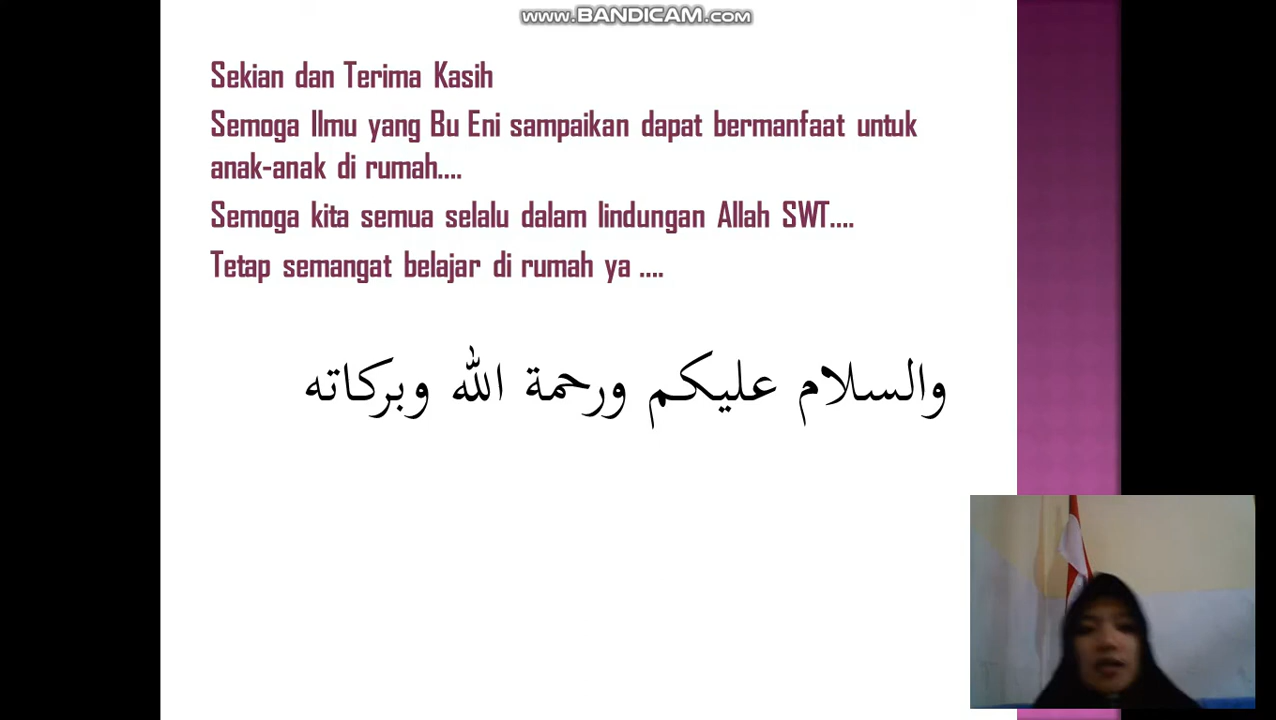 www.BANDICAM.com
Sekian dan Terima Kasih
Semoga Ilmu yang Bu Eni sampaikan dapat bermanfaat untuk
anak-anak di rumah....
Semoga kita semua selalu dalam lindungan Allah SWT....
Tetap semangat belajar di rumah ya ....
والسلام عليكم ورحمة الله وبركاته